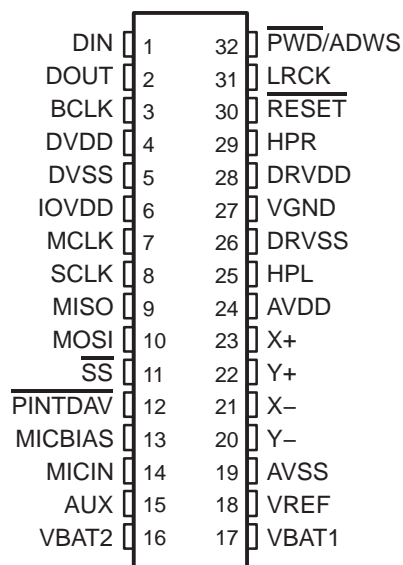 DIN 1 32 PWD/ADWS
DOUT 2 31 LRCK
BCLK 3 30 RESET
DVDD 4 29 HPR
DVSS 5 28 DRVDD
IOVDD 6 27 VGND
MCLK 7 26 DRVSS
SCLK 8 25 HPL
MISO 9 24 AVDD
MOSI 10 23 X+
SS 11 22 Y+
PINTDAV 12 21 X−
MICBIAS 13 20 Y−
MICIN 14 19 AVSS
AUX 15 18 VREF
VBAT2 16 17 VBAT1